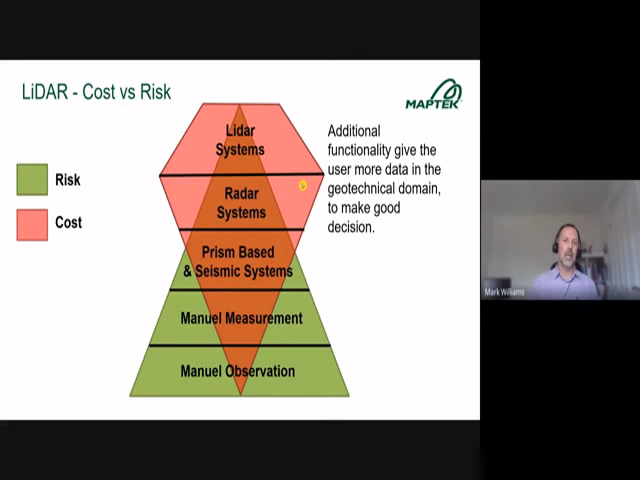 LiDAR - Cost vs Risk
MAPTEK
Lidar
Systems
Additional
functionality give the
user more data in the
geotechnical domain,
to make good
decision.
Risk
Cost
Radar
Systems
Prism Based
& Seismic Systems
Manuel Measurement
Manuel Observation
Mark Williams